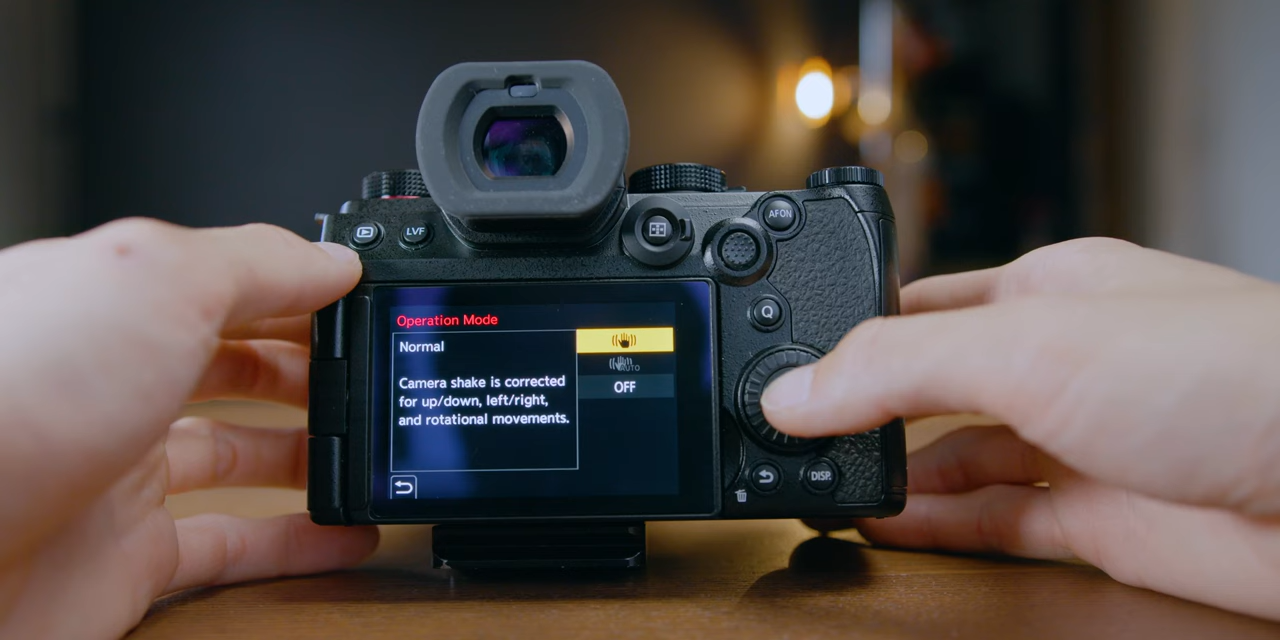 AFON
LVF
Q
Operation Mode
Normal
Camera shake is corrected
for up/down, left/right,
and rotational movements.
AUTO
OFF
DISP.